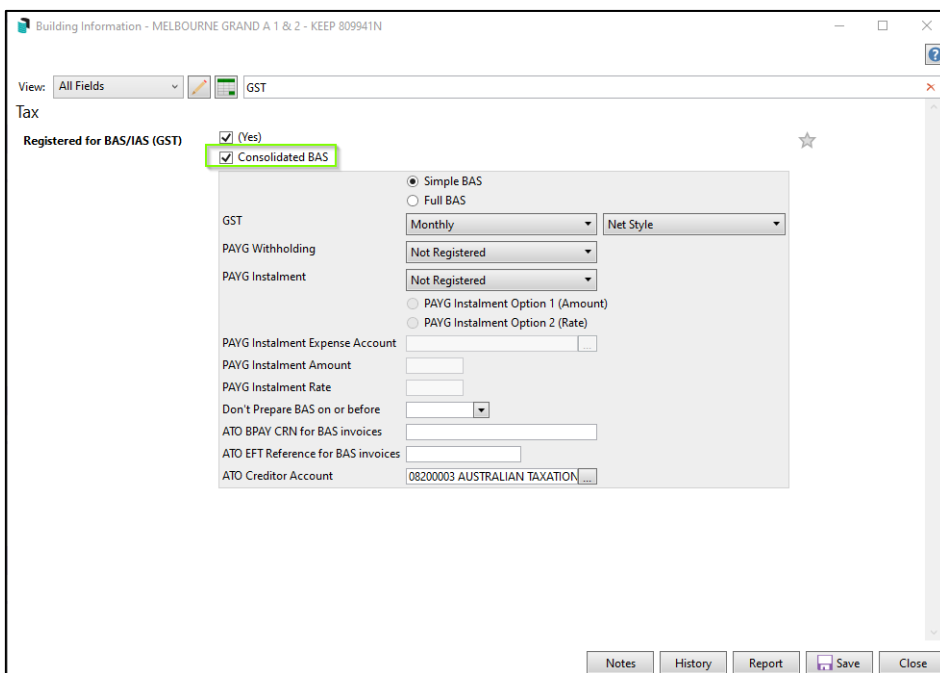 Building Information - MELBOURNE GRAND A 1 & 2 - KEEP 809941N
View: All Fields GST
Tax
Registered for BAS/IAS (GST) (Yes)
Consolidated BAS
Simple BAS
Full BAS
GST Monthly Net Style
PAYG Withholding Not Registered
PAYG Instalment Not Registered
PAYG Instalment Option 1 (Amount)
PAYG Instalment Option 2 (Rate)
PAYG Instalment Expense Account ...
PAYG Instalment Amount
PAYG Instalment Rate
Don't Prepare BAS on or before
ATO BPAY CRN for BAS invoices
ATO EFT Reference for BAS invoices
ATO Creditor Account 08200003 AUSTRALIAN TAXATION ...
Notes History Report Save Close